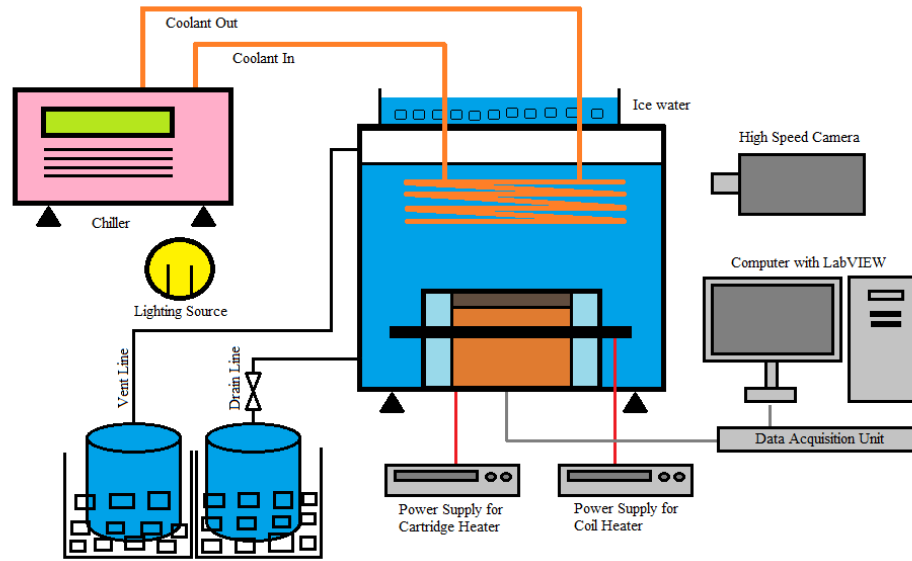 Coolant Out
Coolant In
Ice water
High Speed Camera
Chiller
Computer with LabVIEW
Lighting Source
Vent Line
Drain Line
Data Acquisition Unit
Power Supply for
Cartridge Heater
Power Supply for
Coil Heater